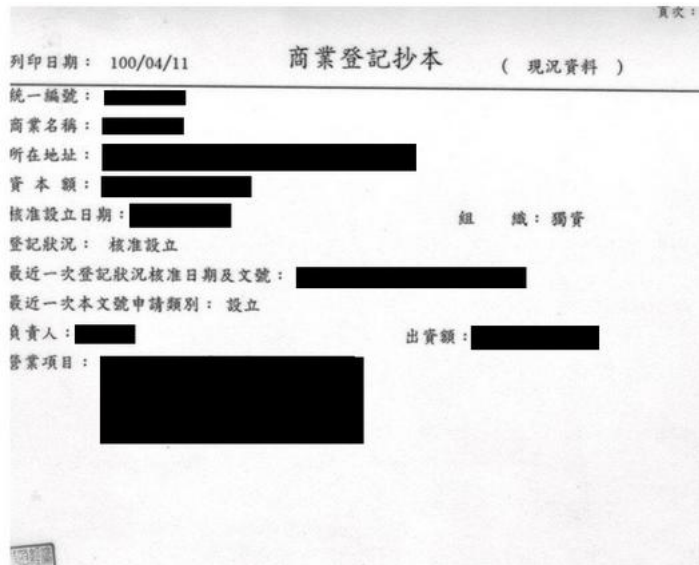 頁次：
列印日期： 100/04/11 商業登記抄本 （ 現況資料 ）
統一編號：
商業名稱：
所在地址：
資 本 額：
核准設立日期： 組 織：獨資
登記狀況： 核准設立
最近一次登記狀況核准日期及文號：
最近一次本文號申請類別： 設立
負責人： 出資額：
營業項目：